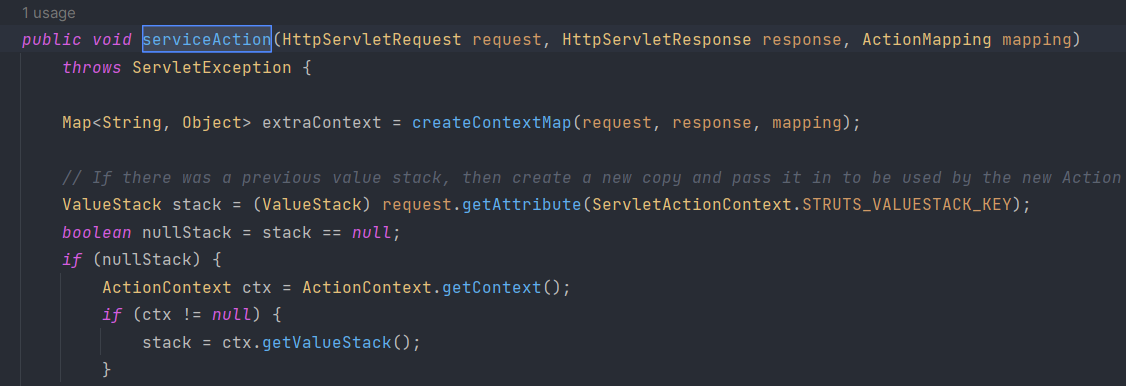 1 usage
public void serviceAction(HttpServletRequest request, HttpServletResponse response, ActionMapping mapping)
throws ServletException {
Map<String, Object> extraContext = createContextMap(request, response, mapping);
// If there was a previous value stack, then create a new copy and pass it in to be used by the new Action
ValueStack stack = (ValueStack) request.getAttribute(ServletActionContext.STRUTS_VALUESTACK_KEY);
boolean nullStack = stack == null;
if (nullStack) {
ActionContext ctx = ActionContext.getContext();
if (ctx != null) {
stack = ctx.getValueStack();
}